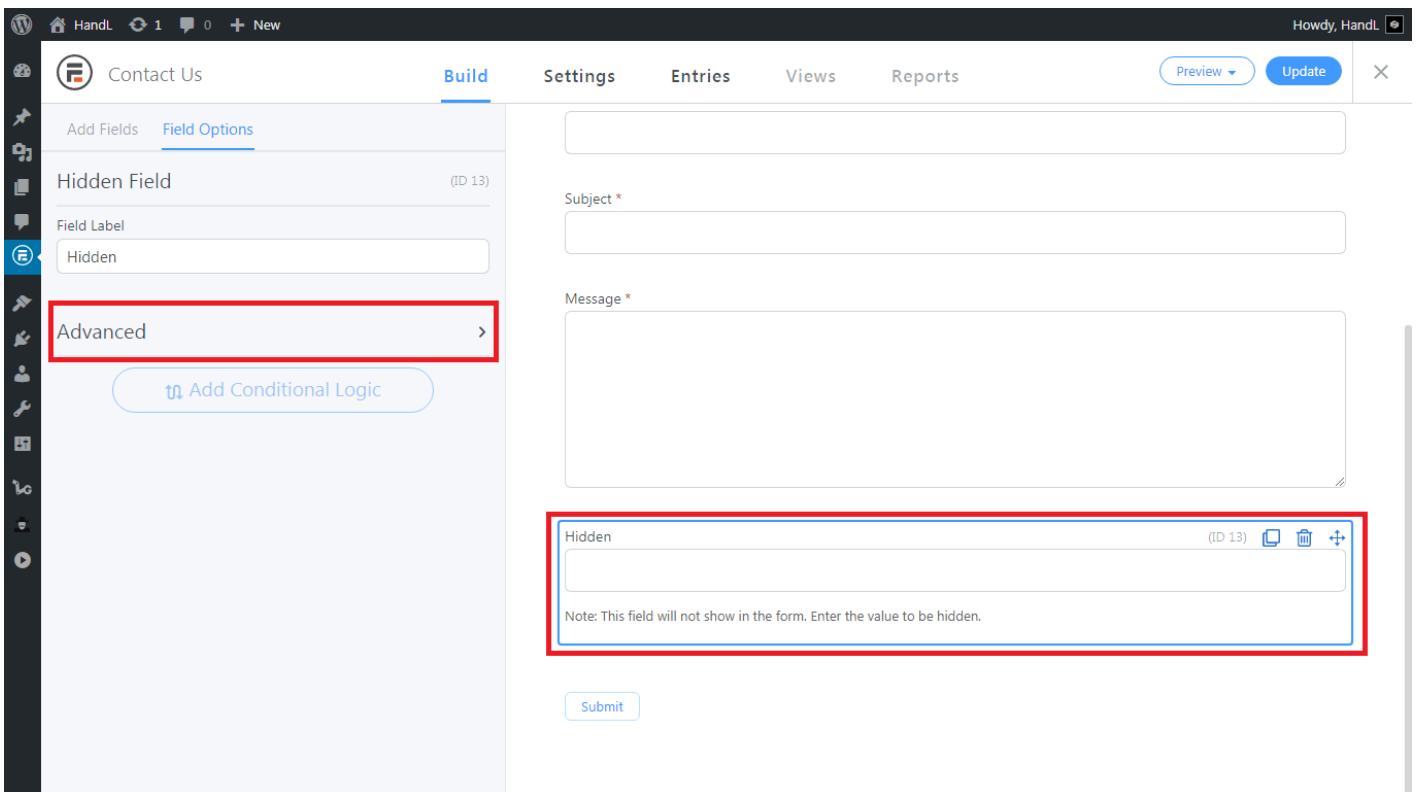 HandL 1 0 New Howdy, HandL
Contact Us Build Settings Entries Views Reports Preview Update
Add Fields Field Options
Hidden Field (ID 13)
Field Label
Hidden
Advanced
Add Conditional Logic
Subject *
Message *
Hidden (ID 13)
Note: This field will not show in the form. Enter the value to be hidden.
Submit